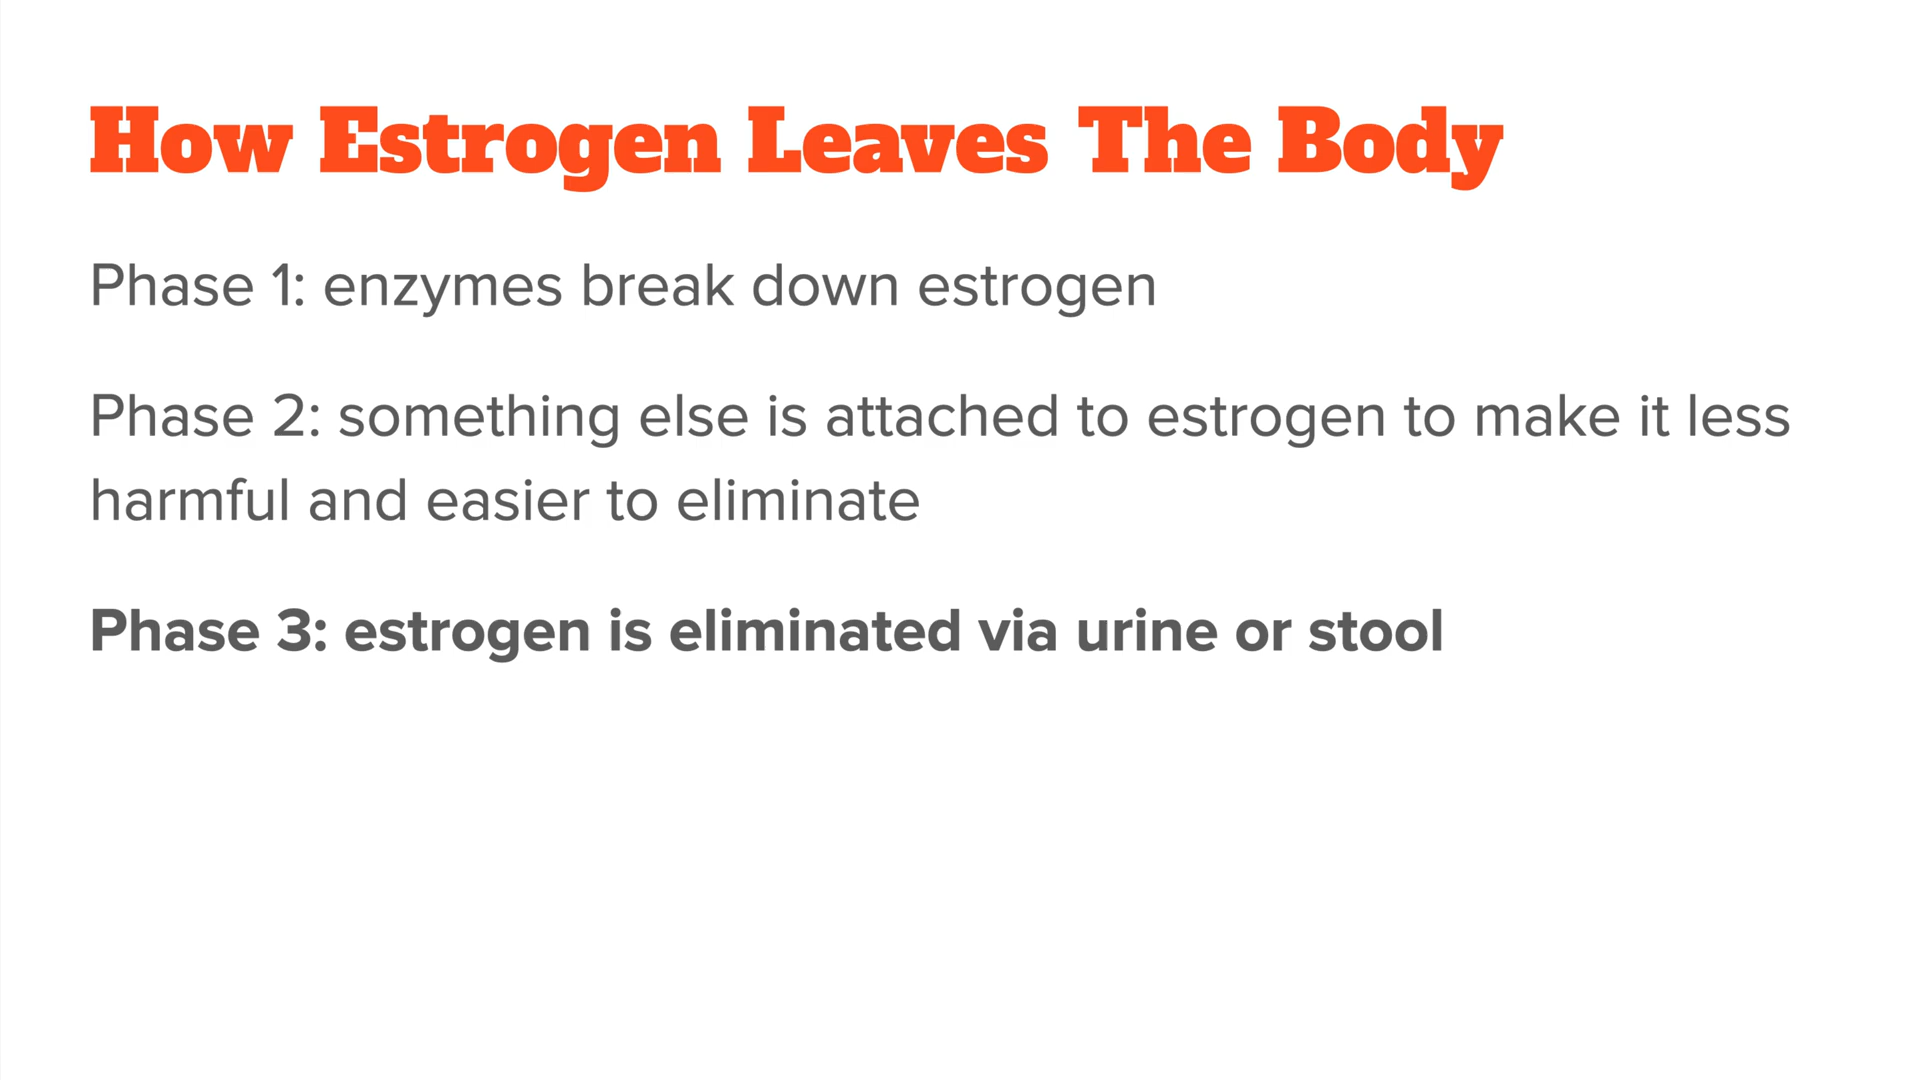 How Estrogen Leaves The Body
Phase 1: enzymes break down estrogen
Phase 2: something else is attached to estrogen to make it less
harmful and easier to eliminate
Phase 3: estrogen is eliminated via urine or stool